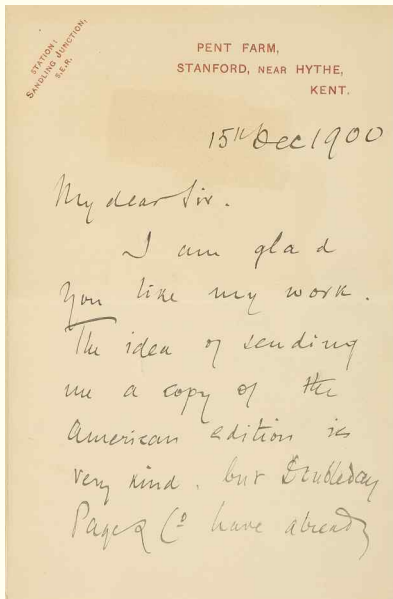 STATION:
SANDLING JUNCTION,
S.E.R.
PENT FARM,
STANFORD, NEAR HYTHE,
KENT.
15th Dec 1900
My dear Sir.
I am glad
you like my work.
The idea of sending
me a copy of the
American edition is
very kind. but Doubleday
Page & Co have already